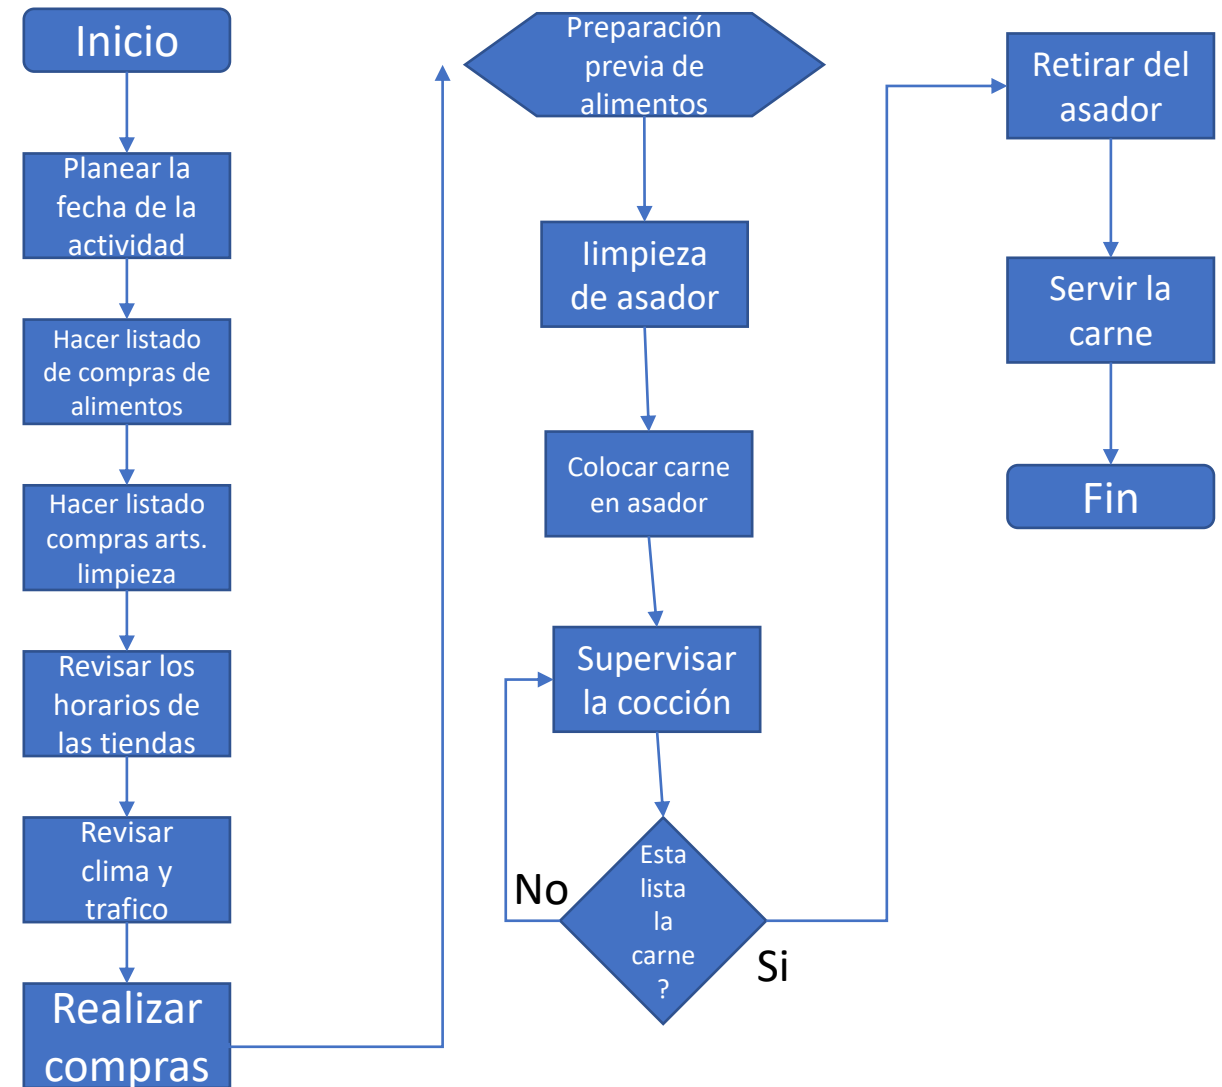 Inicio
Planear la
fecha de la
actividad
Hacer listado
de compras de
alimentos
Hacer listado
compras arts.
limpieza
Revisar los
horarios de
las tiendas
Revisar
clima y
trafico
Realizar
compras
Preparación
previa de
alimentos
limpieza
de asador
Colocar carne
en asador
Supervisar
la cocción
Esta
lista
la
carne
?
No
Si
Retirar del
asador
Servir la
carne
Fin